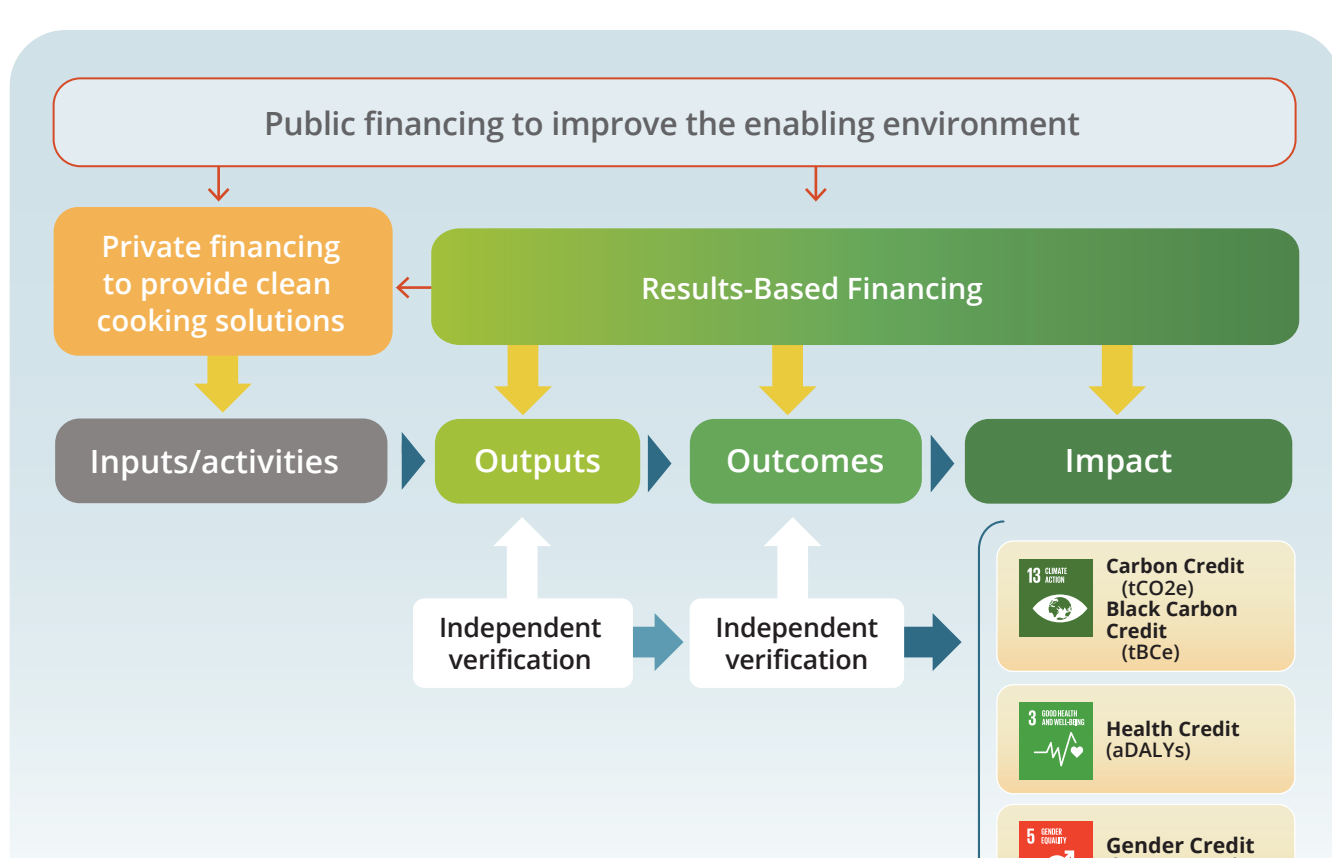 Public financing to improve the enabling environment
Private financing
to provide clean
cooking solutions
Results-Based Financing
Inputs/activities
Outputs
Outcomes
Impact
Independent
verification
Independent
verification
13 CLIMATE
ACTION
Carbon Credit
(tCO2e)
Black Carbon
Credit
(tBCe)
3 GOOD HEALTH
AND WELL-BEING
Health Credit
(aDALYs)
5 GENDER
EQUALITY
Gender Credit